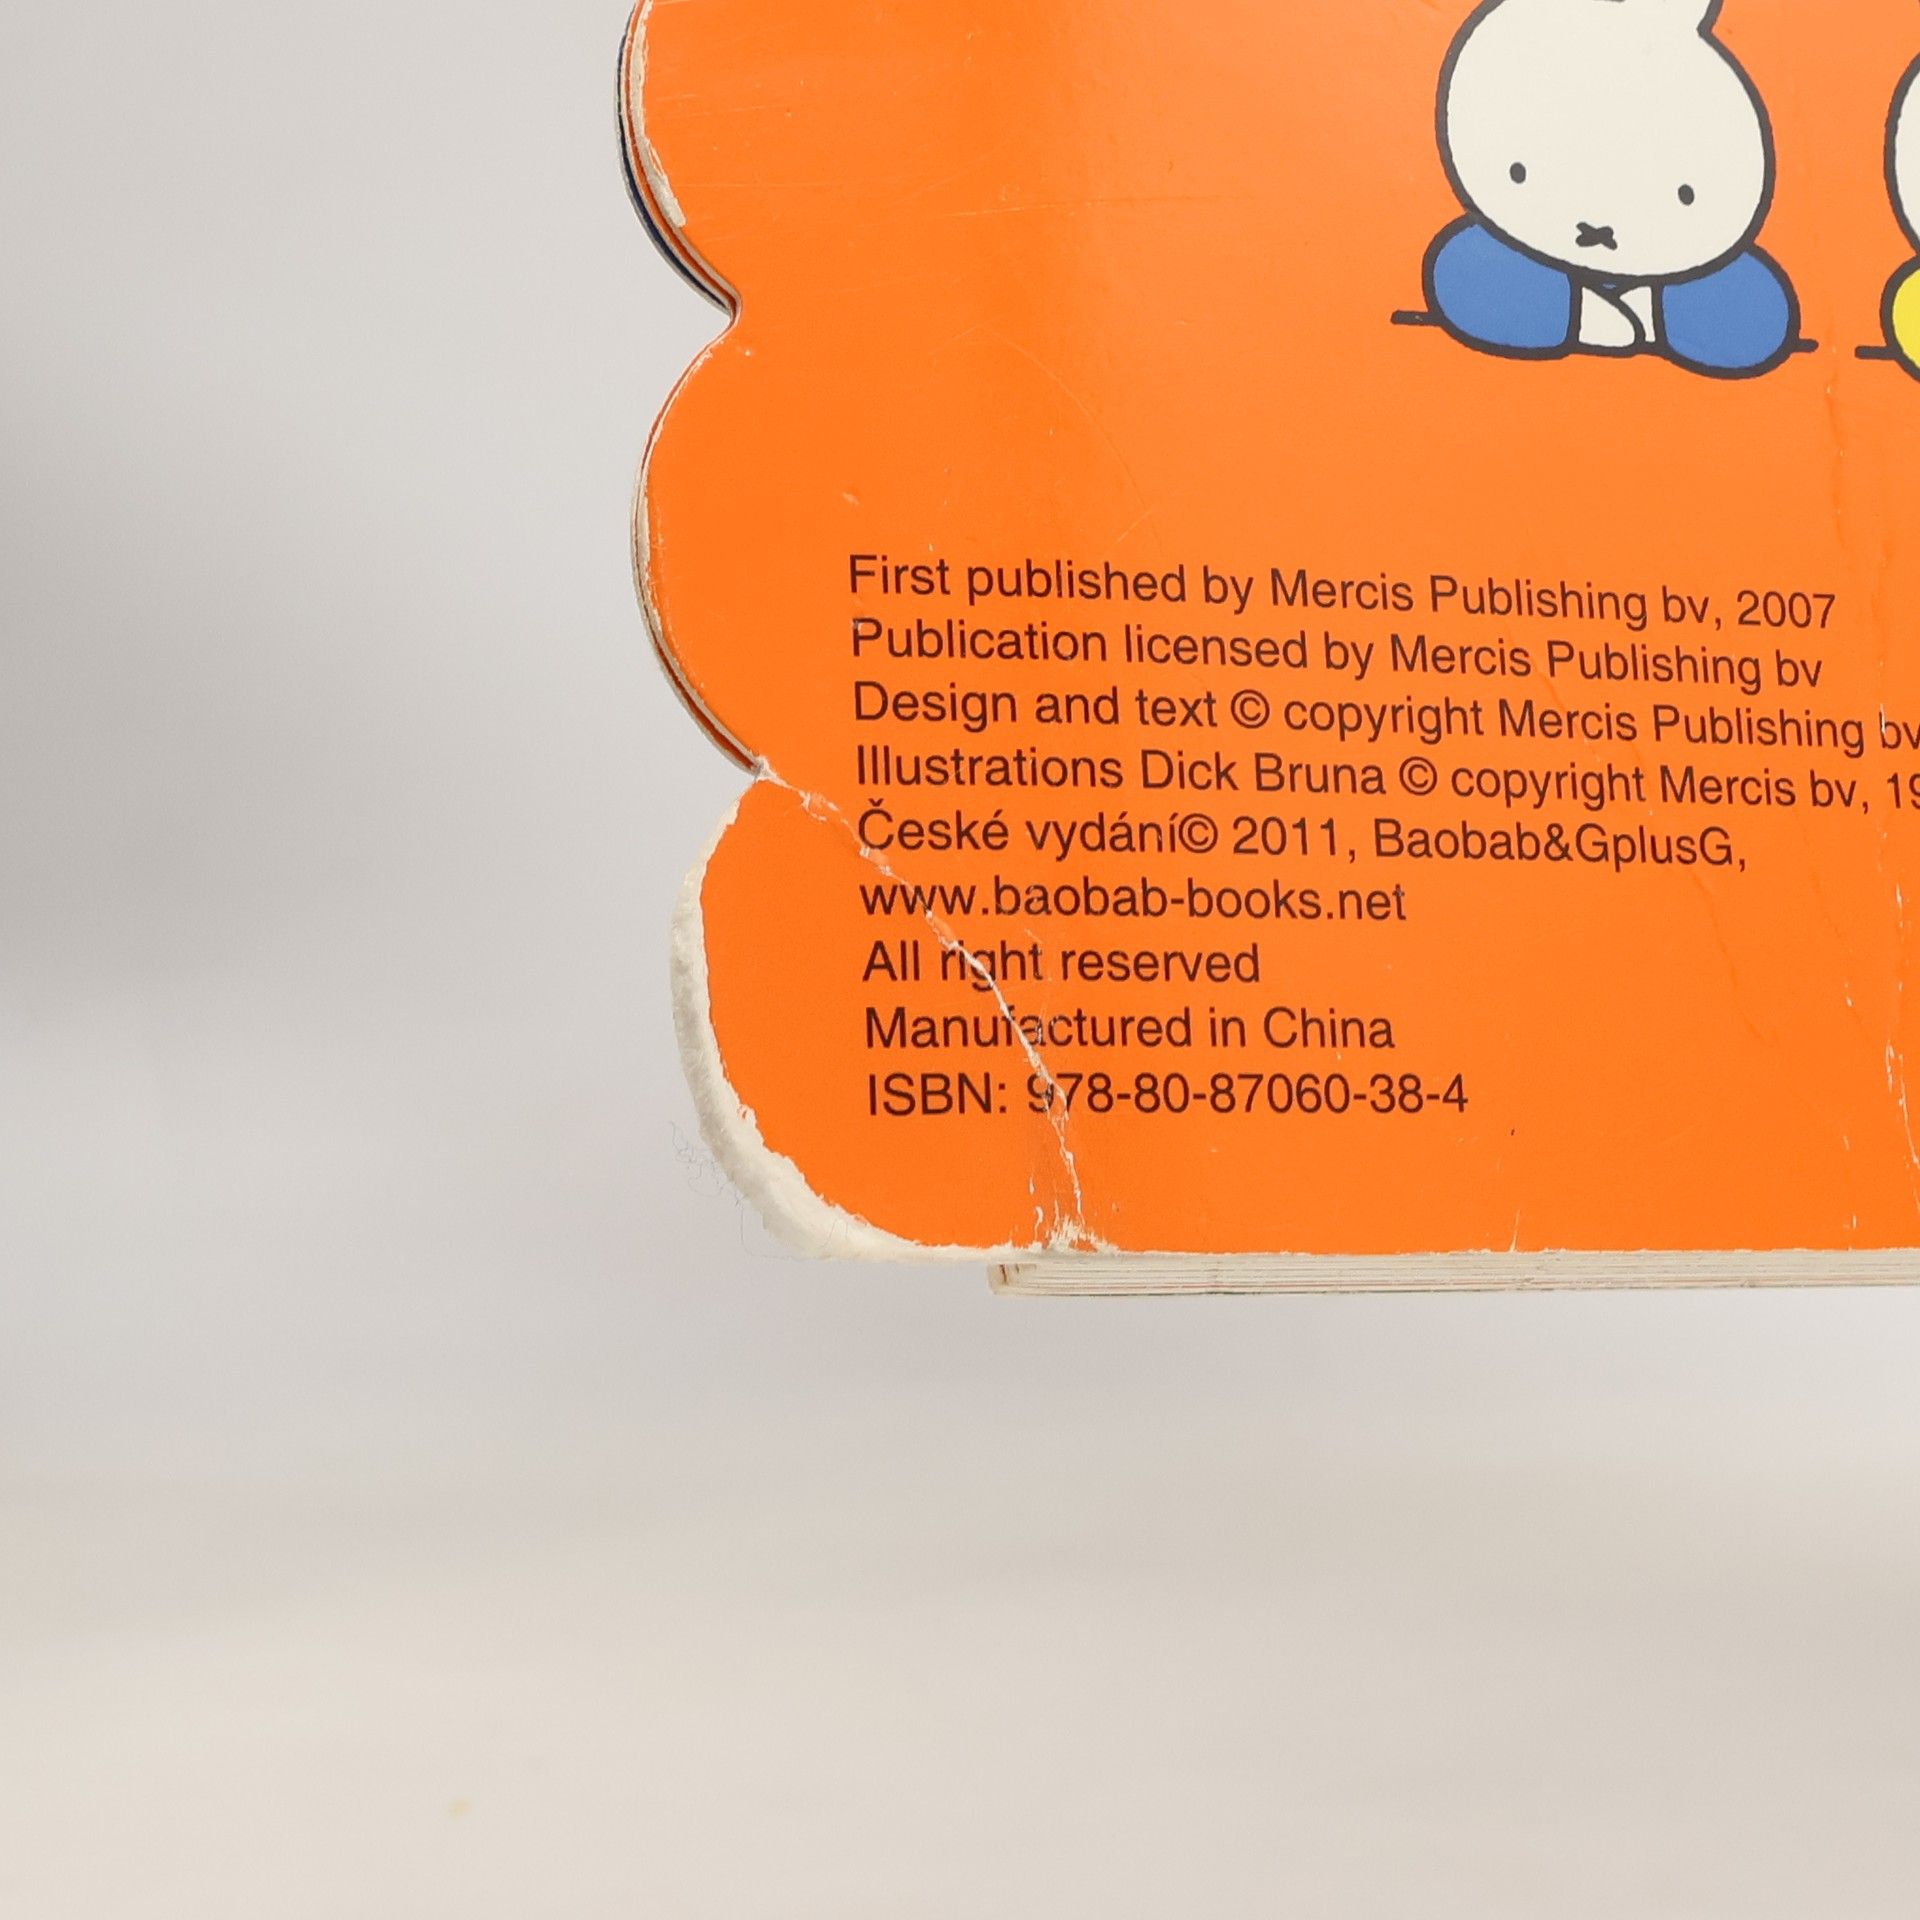 First published by Mercis Publishing bv, 2007
Publication licensed by Mercis Publishing bv
Design and text © copyright Mercis Publishing bv
Illustrations Dick Bruna © copyright Mercis bv, 19
České vydání© 2011, Baobab&GplusG,
www.baobab-books.net
All right reserved
Manufactured in China
ISBN: 978-80-87060-38-4